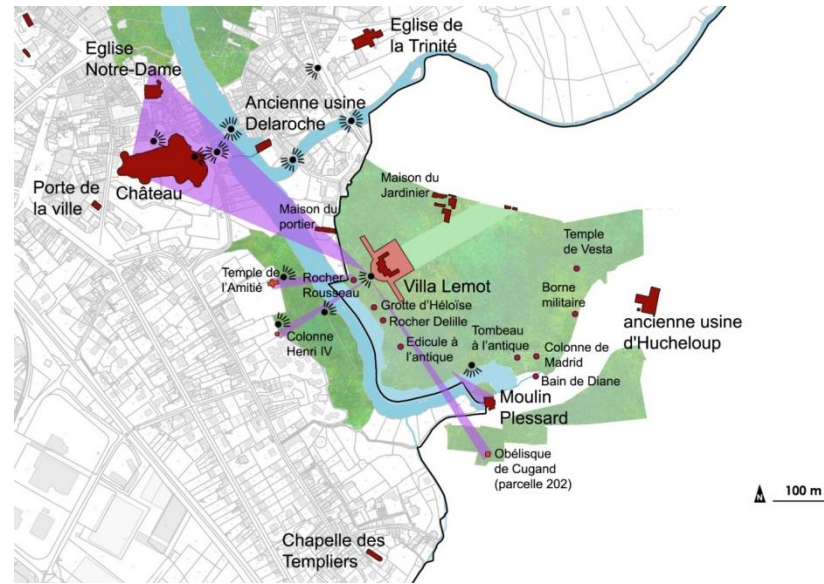 Eglise de
la Trinité
Eglise
Notre-Dame
Ancienne usine
Delaroche
Porte de
la ville
Château
Maison du
Jardinier
Maison du
portier
Temple
de Vesta
Temple de
l'Amitié
Rocher
Rousseau
Villa Lemot
Borne
militaire
Grotte d'Héloïse
Rocher Delille
ancienne usine
d'Hucheloup
Colonne
Henri IV
Edicule à
l'antique
Tombeau
à l'antique
Colonne de
Madrid
Bain de Diane
Moulin
Plessard
Obélisque
de Cugand
(parcelle 202)
N
100 m
Chapelle des
Templiers